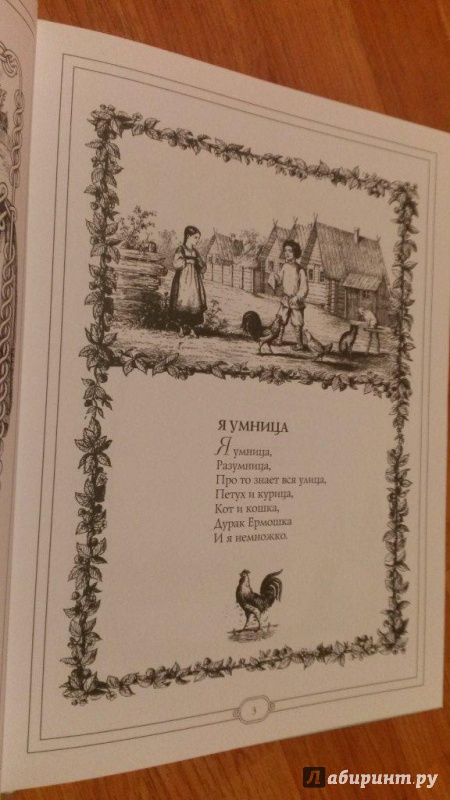 Я УМНИЦА
Я умница,
Разумница,
Про то знает вся улица,
Петух и курица,
Кот и кошка,
Дурак Ермошка
И я немножко.
3
Лабиринт.ру